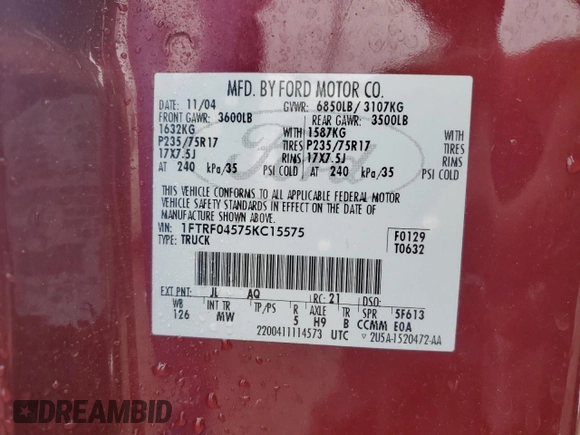 MFD. BY FORD MOTOR CO.
DATE: 11/04 GVWR: 6850LB/ 3107KG
FRONT GAWR: 3600LB REAR GAWR: 3500LB
1632KG WITH 1587KG WITH
P235/75R17 TIRES P235/75R17 TIRES
17X7.5J RIMS 17X7.5J RIMS
AT 240 kPa/35 PSI COLD AT 240 kPa/35 PSI COLD
THIS VEHICLE CONFORMS TO ALL APPLICABLE FEDERAL MOTOR
VEHICLE SAFETY STANDARDS IN EFFECT ON THE DATE OF
MANUFACTURE SHOWN ABOVE.
VIN: 1FTRF04575KC15575 F0129
TYPE: TRUCK T0632
EXT PNT: JL AQ RC: 21 DSO:
WB INT TR TP/PS R AXLE TR SPR 5F613
126 MW 5 H9 B CCMM E0A
2200411114573 UTC 2U5A-1520472-AA
Ford
DREAMBID